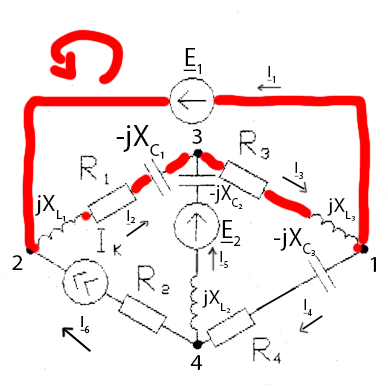 E1
I1
-jXC1
3
R3
R1
-jXC2
I3
jXL1
I2
jXL3
E2
-jXC3
IK
2
I5
1
R2
jXL2
I4
I6
R4
4